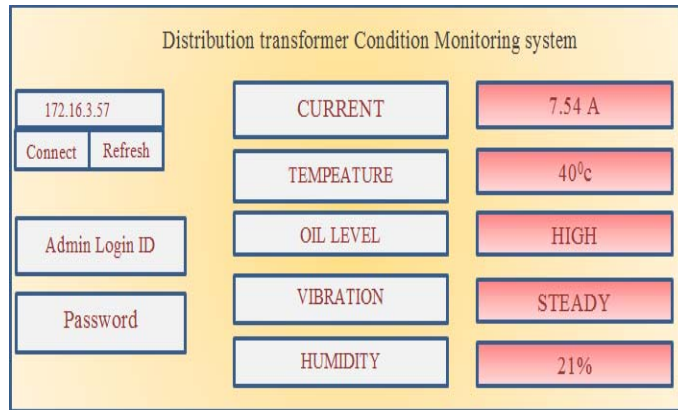 Distribution transformer Condition Monitoring system
172.16.3.57
Connect Refresh
Admin Login ID
Password
CURRENT 7.54 A
TEMPEATURE 40⁰c
OIL LEVEL HIGH
VIBRATION STEADY
HUMIDITY 21%